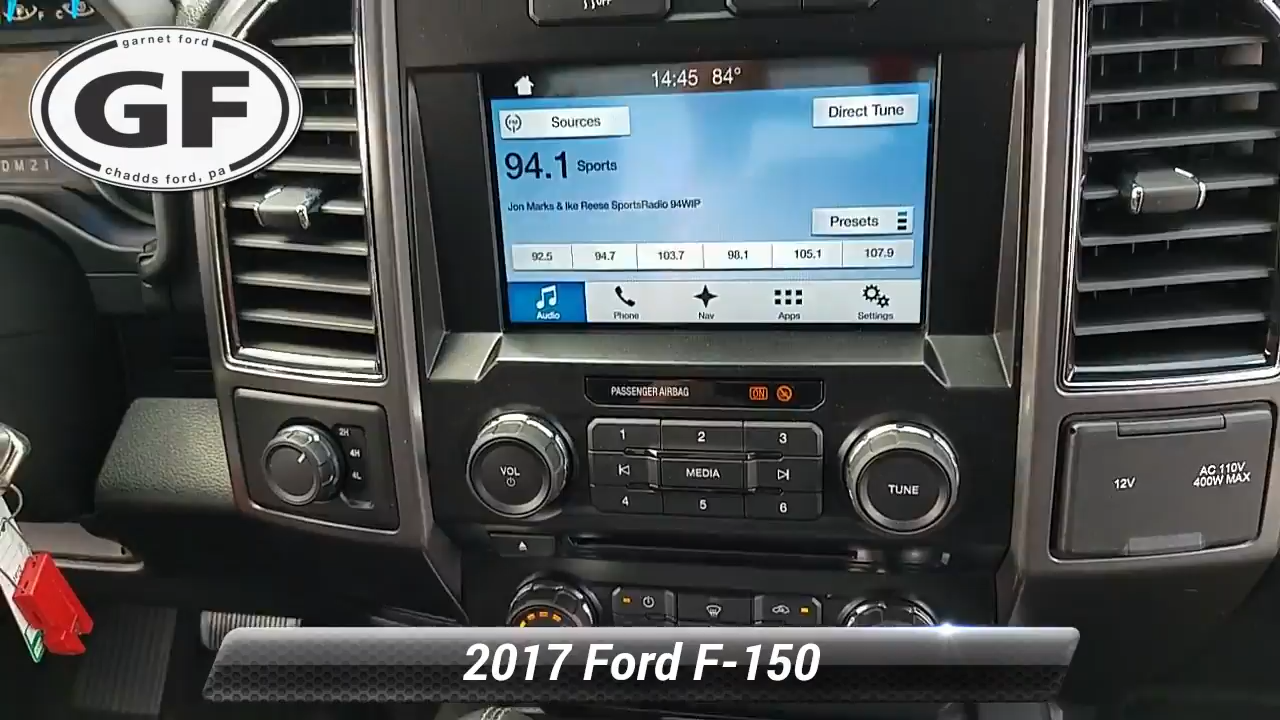 OFF
F C
garnet ford
GF
chadds ford, pa
D M 2 1
14:45 84°
Sources
Direct Tune
94.1 Sports
Jon Marks & Ike Reese SportsRadio 94WIP
Presets
92.5 94.7 103.7 98.1 105.1 107.9
Audio Phone Nav Apps Settings
PASSENGER AIRBAG ON
2H
4H
4L
VOL
1 2 3
MEDIA
4 5 6
TUNE
12V
AC 110V
400W MAX
2017 Ford F-150